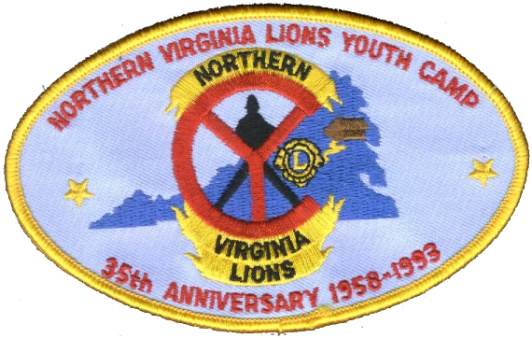 NORTHERN VIRGINIA LIONS YOUTH CAMP
NORTHERN
L
VIRGINIA
LIONS
35th ANNIVERSARY 1958-1993